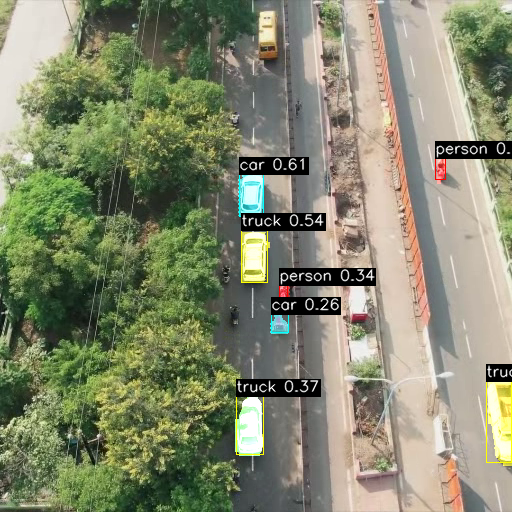 person 0.
car 0.61
truck 0.54
person 0.34
car 0.26
truck 0.37
truc